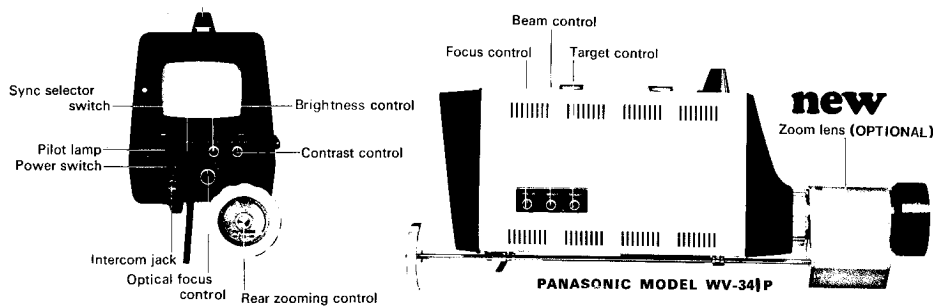 Sync selector
switch
Pilot lamp
Power switch
Intercom jack
Optical focus
control
Rear zooming control
Brightness control
Contrast control
Beam control
Focus control
Target control
new
Zoom lens (OPTIONAL)
PANASONIC MODEL WV-341P